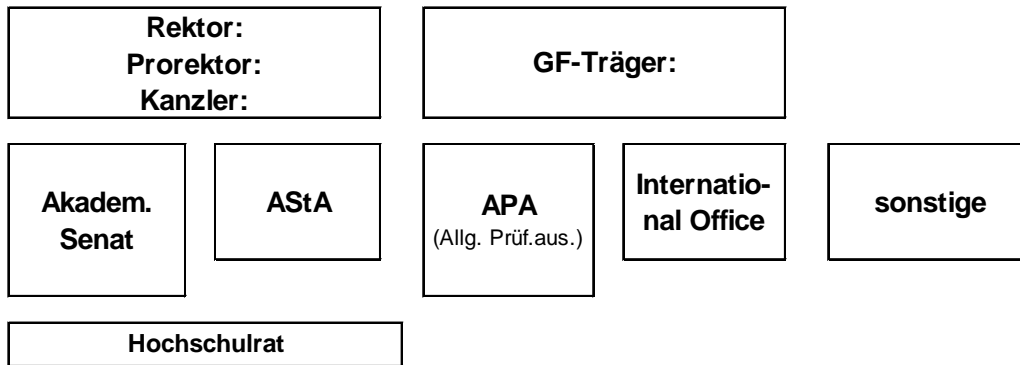 Rektor:
Prorektor:
Kanzler:
GF-Träger:
Akadem.
Senat
AStA
APA
(Allg. Prüf.aus.)
Internatio-
nal Office
sonstige
Hochschulrat